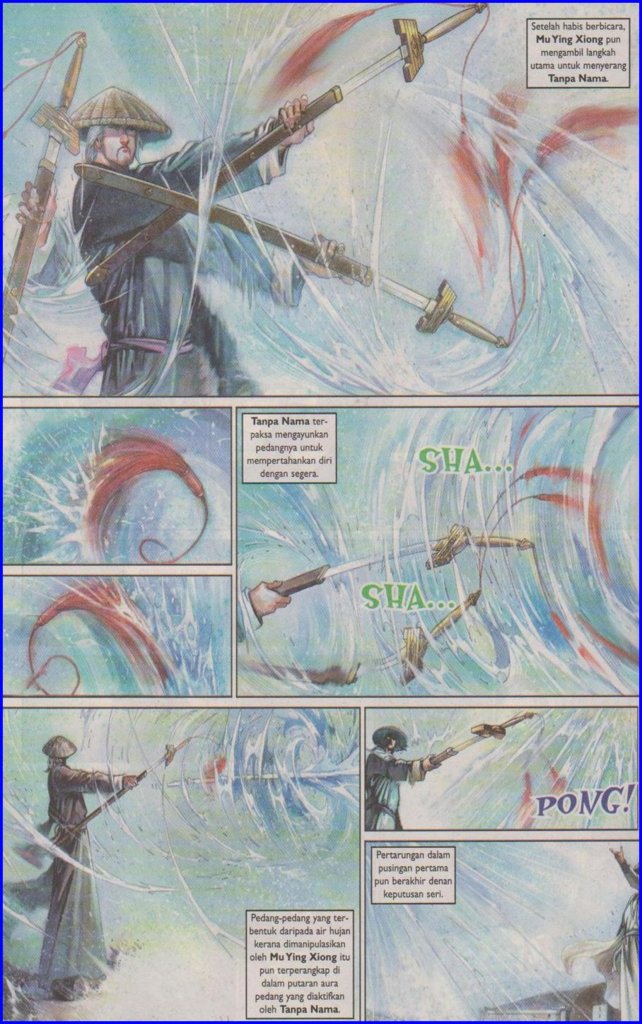 Setelah habis berbicara,
Mu Ying Xiong pun
mengambil langkah
utama untuk menyerang
Tanpa Nama.
Tanpa Nama ter-
paksa mengayunkan
pedangnya untuk
mempertahankan diri
dengan segera.
SHA...
SHA...
PONG!
Pedang-pedang yang ter-
bentuk daripada air hujan
kerana dimanipulasikan
oleh Mu Ying Xiong itu
pun terperangkap di
dalam putaran aura
pedang yang diaktifkan
oleh Tanpa Nama.
Pertarungan dalam
pusingan pertama
pun berakhir denan
keputusan seri.